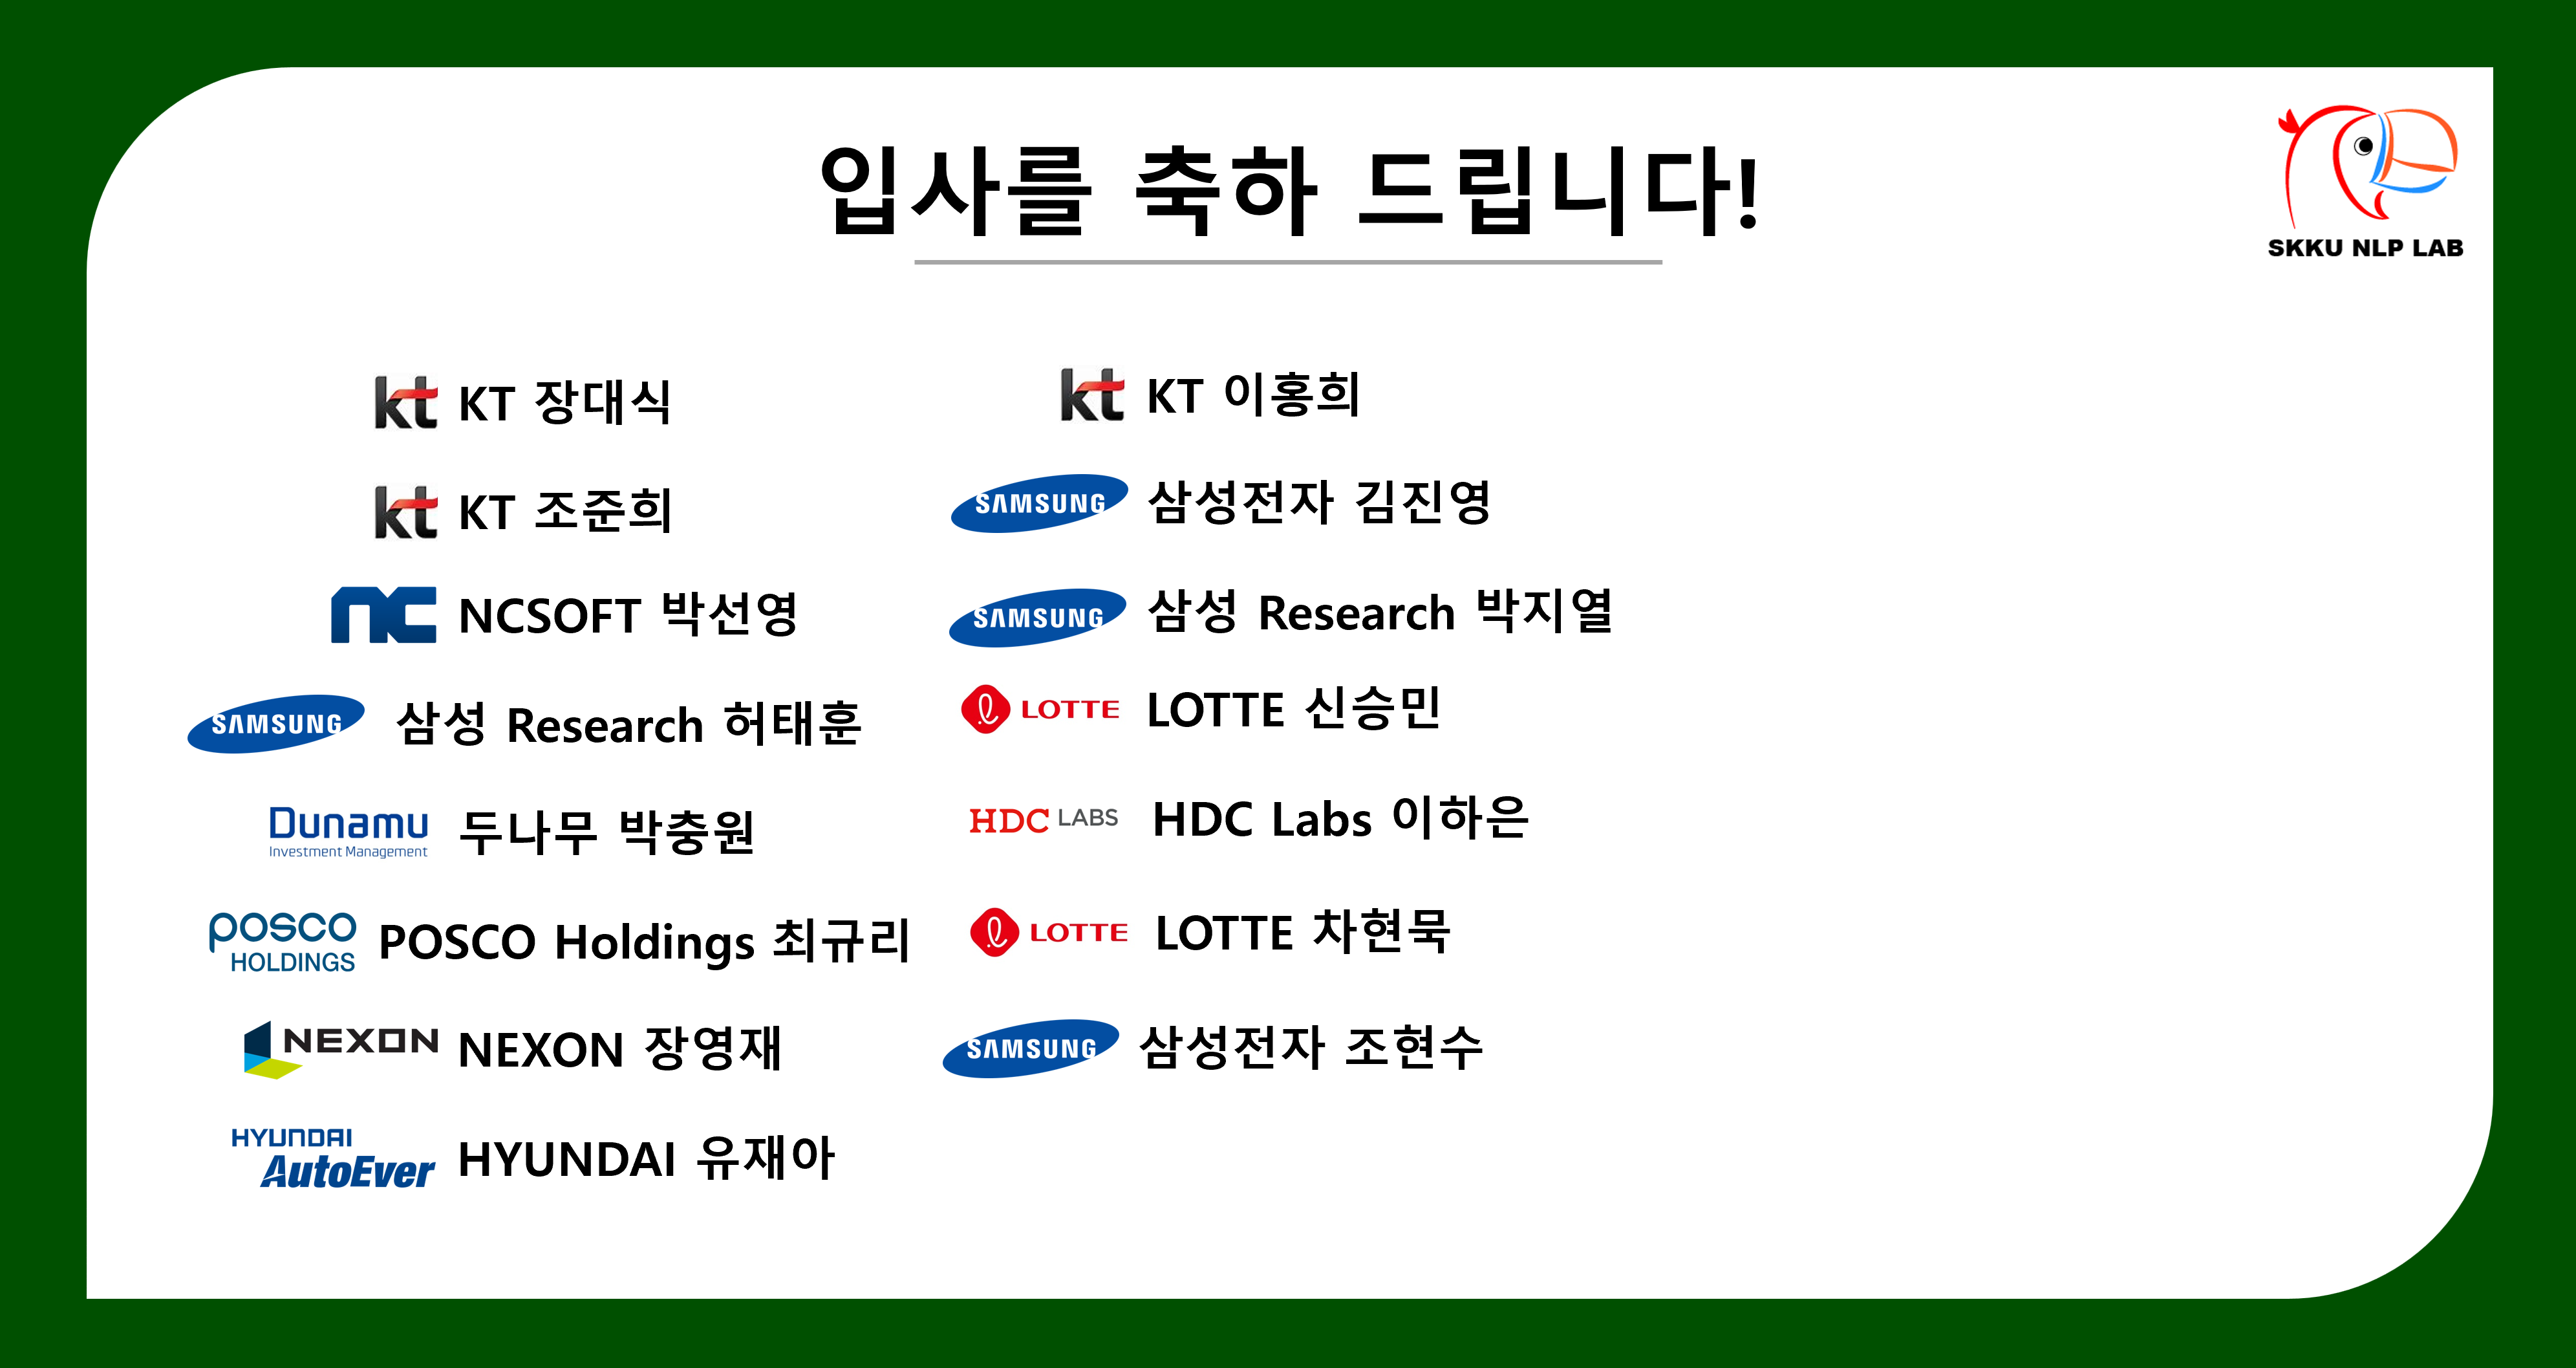 입사를 축하 드립니다!
SKKU NLP LAB
kt KT 장대식
kt KT 조준희
nc NCSOFT 박선영
SAMSUNG 삼성 Research 허태훈
Dunamu
Investment Management
두나무 박충원
posco
HOLDINGS
POSCO Holdings 최규리
NEXON NEXON 장영재
HYUNDAI
AutoEver
HYUNDAI 유재아
kt KT 이홍희
SAMSUNG 삼성전자 김진영
SAMSUNG 삼성 Research 박지열
LOTTE LOTTE 신승민
HDC LABS HDC Labs 이하은
LOTTE LOTTE 차현묵
SAMSUNG 삼성전자 조현수